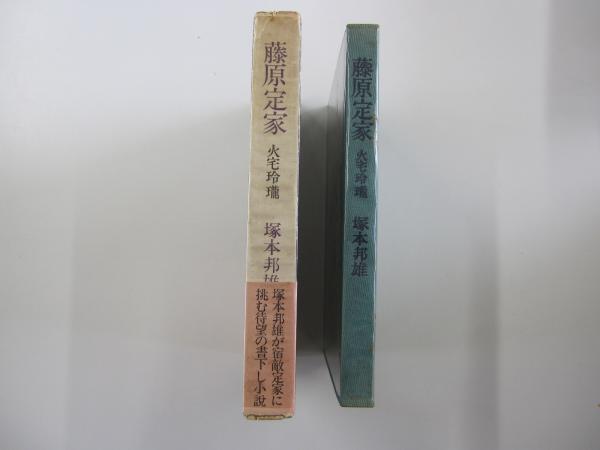 藤原定家
火宅玲瓏
塚本邦雄
塚本邦雄が宿敵定家に
挑む待望の書下し小說
藤原定家
火宅玲瓏
塚本邦雄